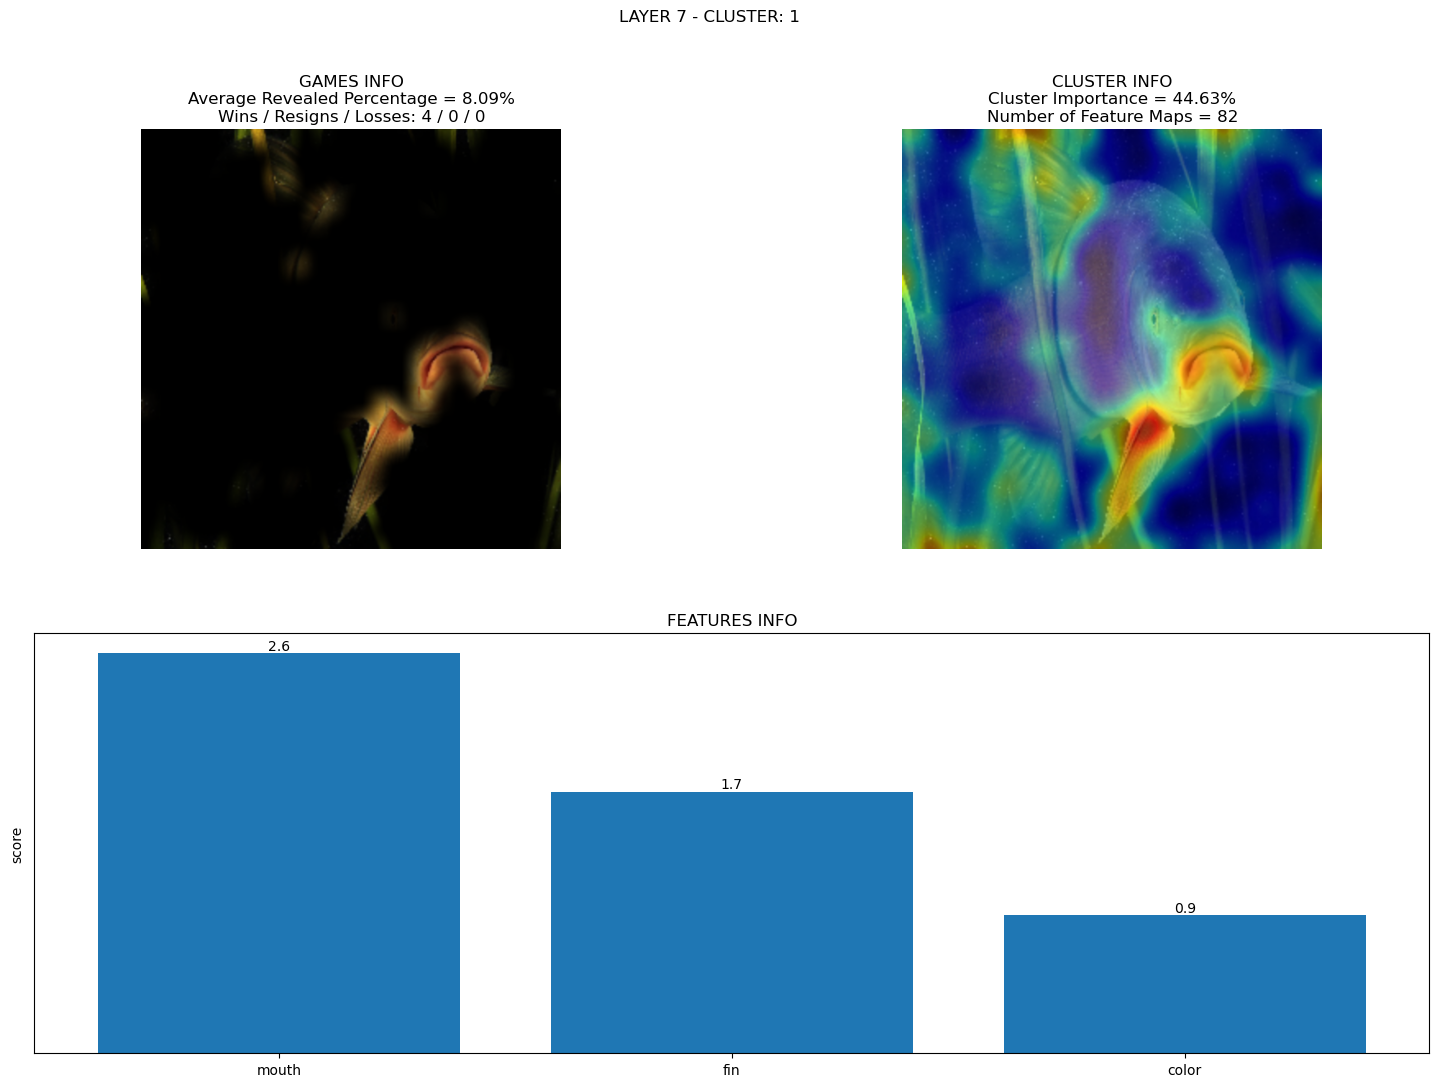 LAYER 7 - CLUSTER: 1
GAMES INFO
Average Revealed Percentage = 8.09%
Wins / Resigns / Losses: 4 / 0 / 0
CLUSTER INFO
Cluster Importance = 44.63%
Number of Feature Maps = 82
FEATURES INFO
score
2.6
1.7
0.9
mouth
fin
color